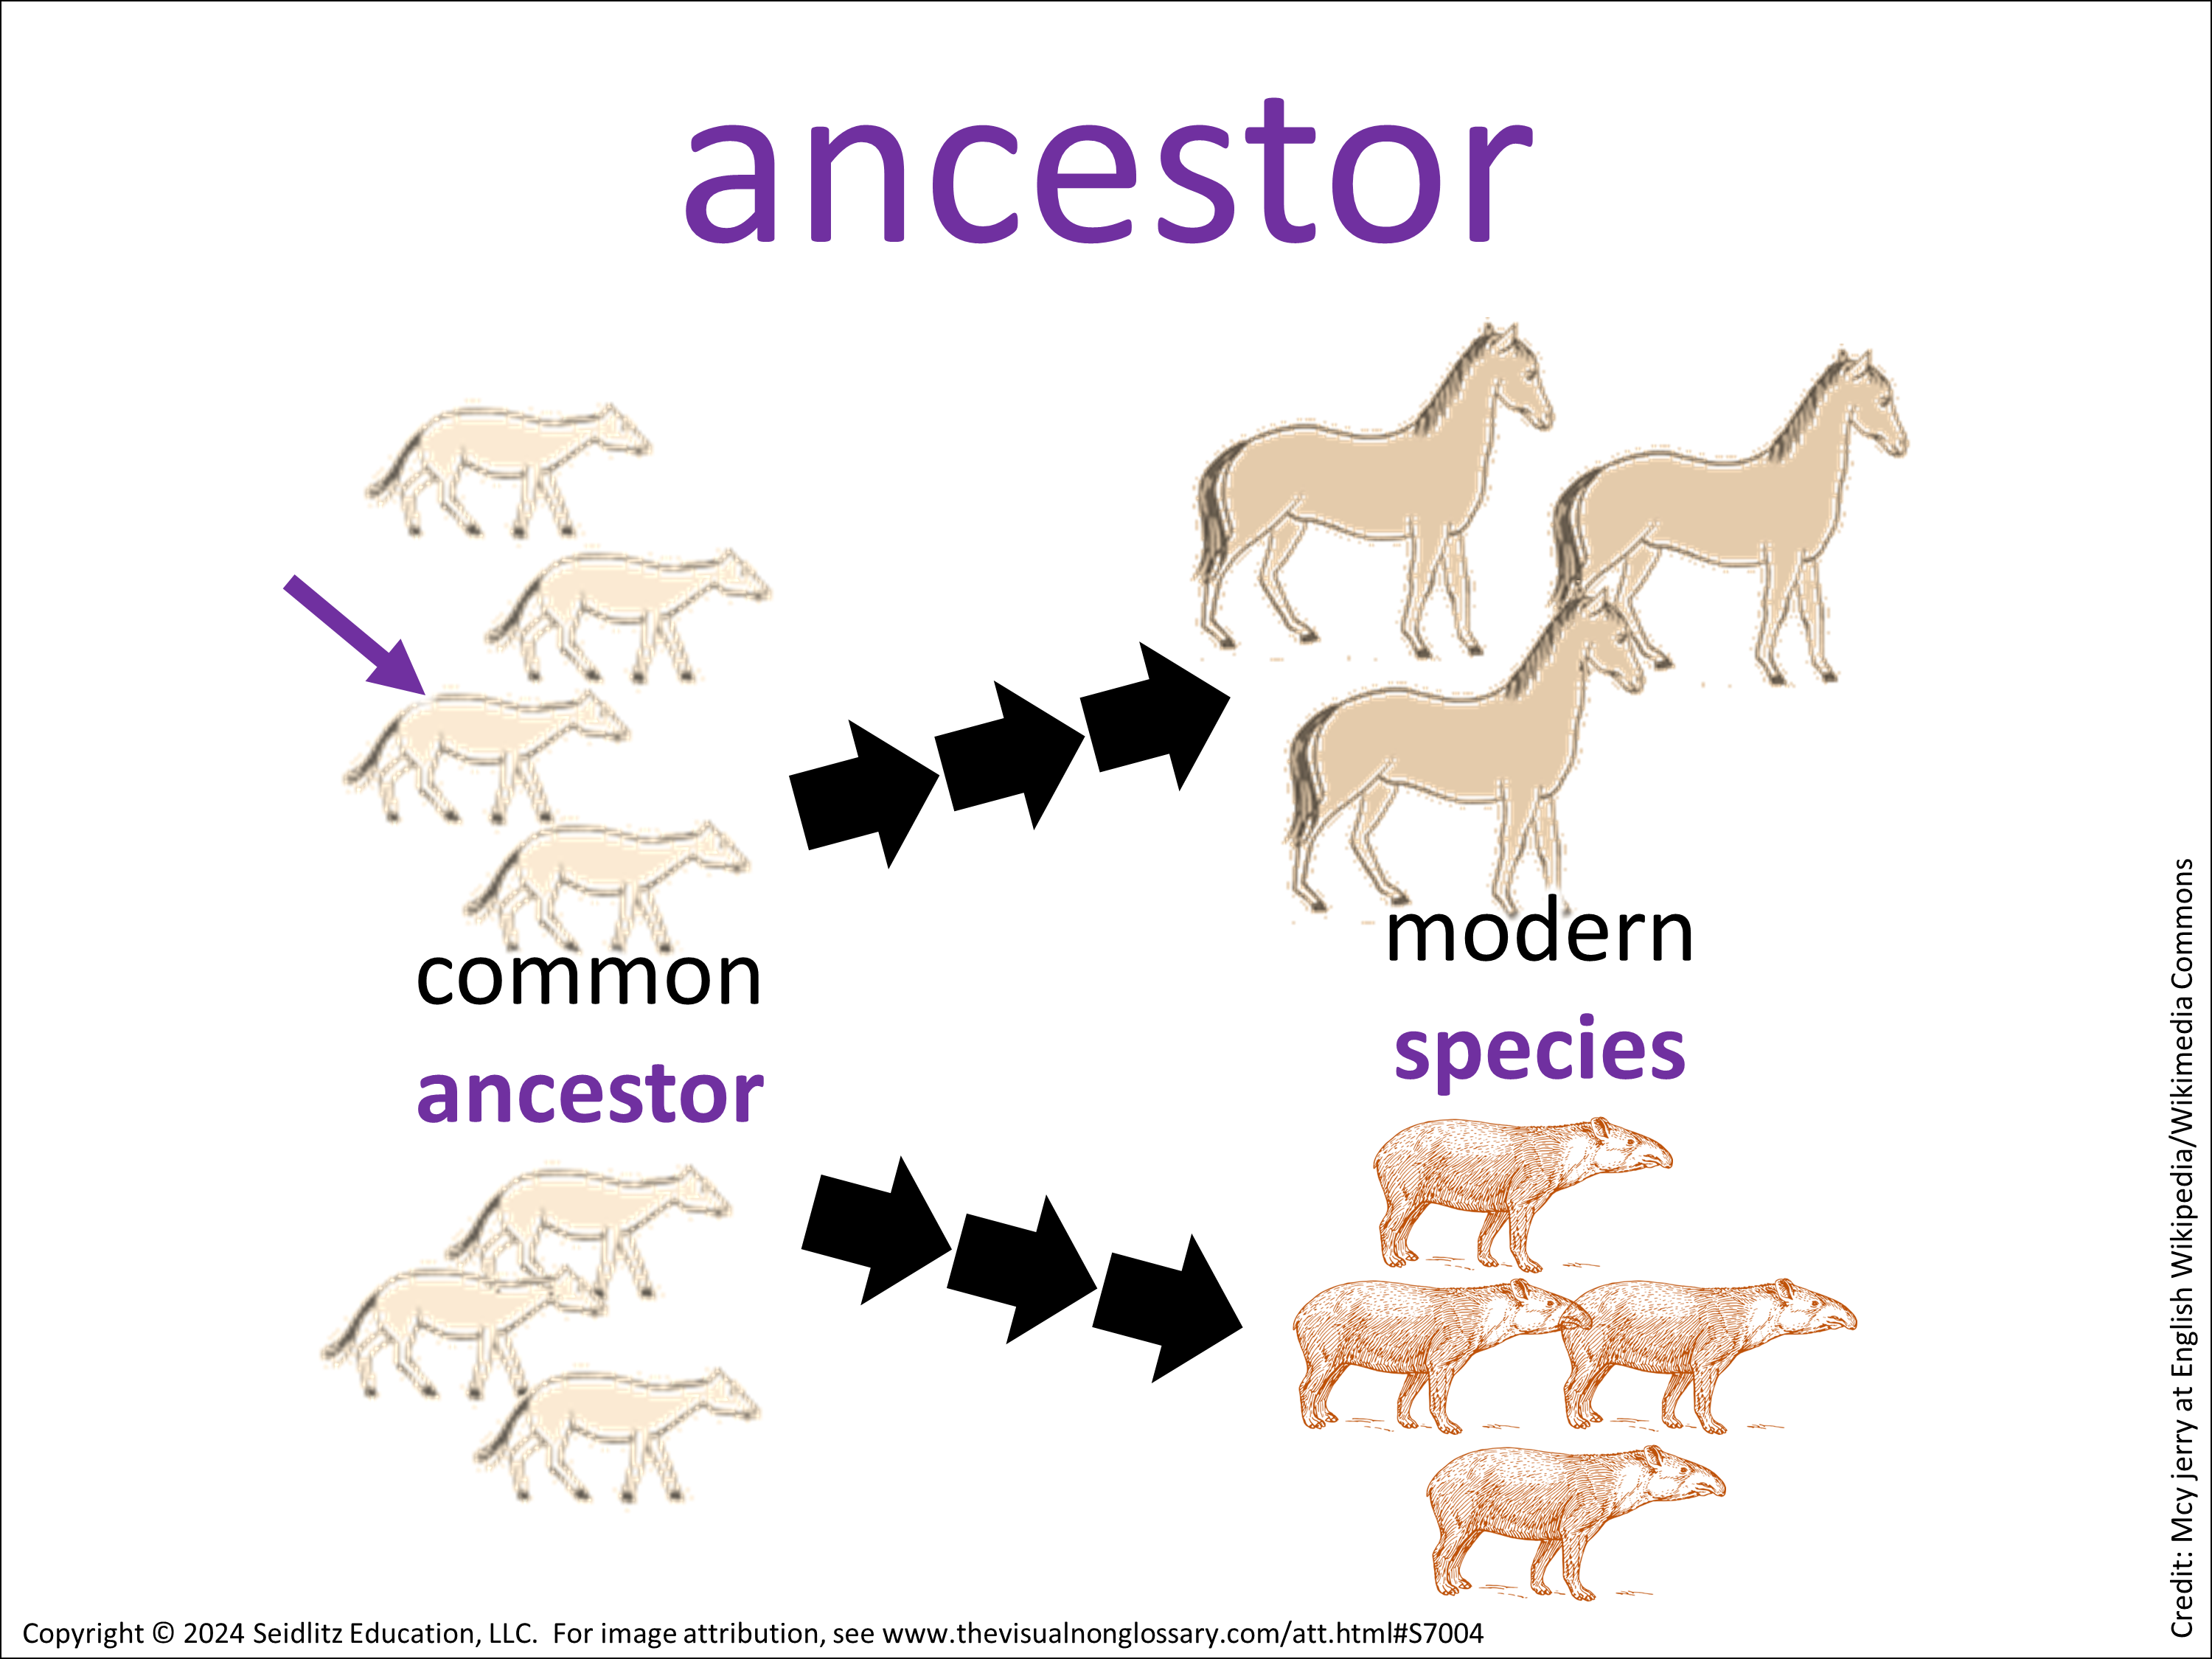 ancestor
common
ancestor
modern
species
Copyright © 2024 Seidlitz Education, LLC.  For image attribution, see www.thevisualnonglossary.com/att.html#S7004
Credit: Mcy jerry at English Wikipedia/Wikimedia Commons